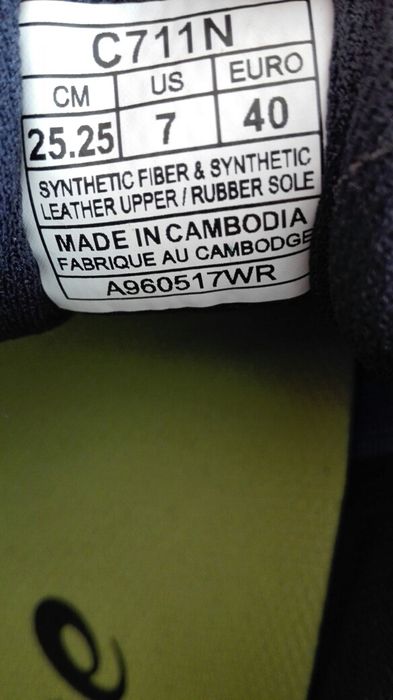 C711N
CM US EURO
25.25 7 40
SYNTHETIC FIBER & SYNTHETIC
LEATHER UPPER / RUBBER SOLE
MADE IN CAMBODIA
FABRIQUE AU CAMBODGE
A960517WR
e